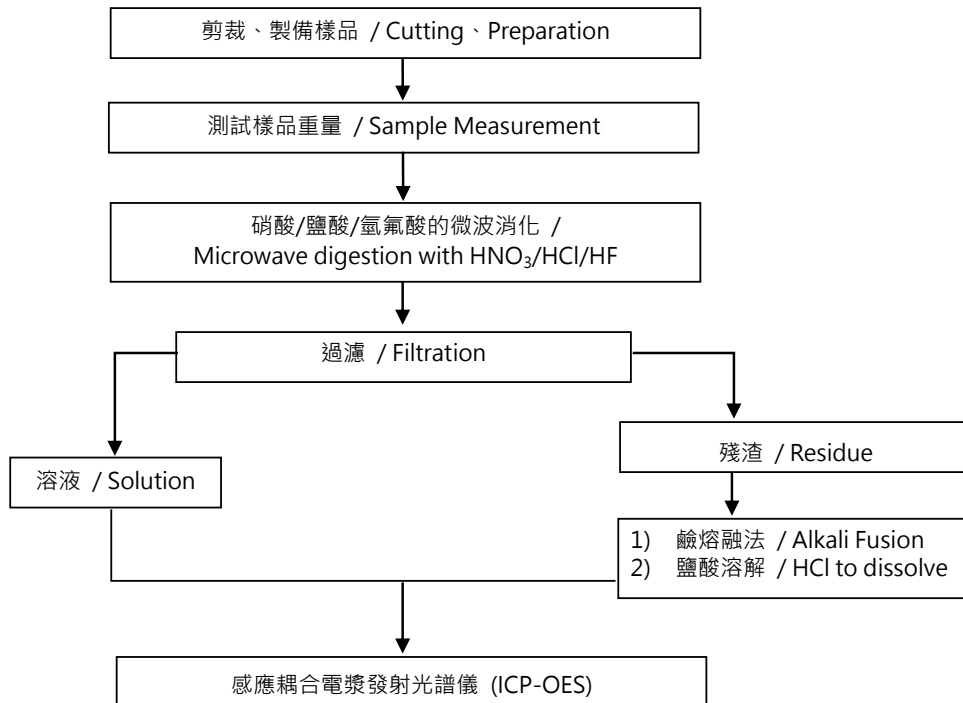 剪裁、製備樣品 / Cutting、Preparation
測試樣品重量 / Sample Measurement
硝酸/鹽酸/氫氟酸的微波消化 /
Microwave digestion with HNO₃/HCl/HF
過濾 / Filtration
溶液 / Solution
殘渣 / Residue
1) 鹼熔融法 / Alkali Fusion
2) 鹽酸溶解 / HCl to dissolve
感應耦合電漿發射光譜儀 (ICP-OES)